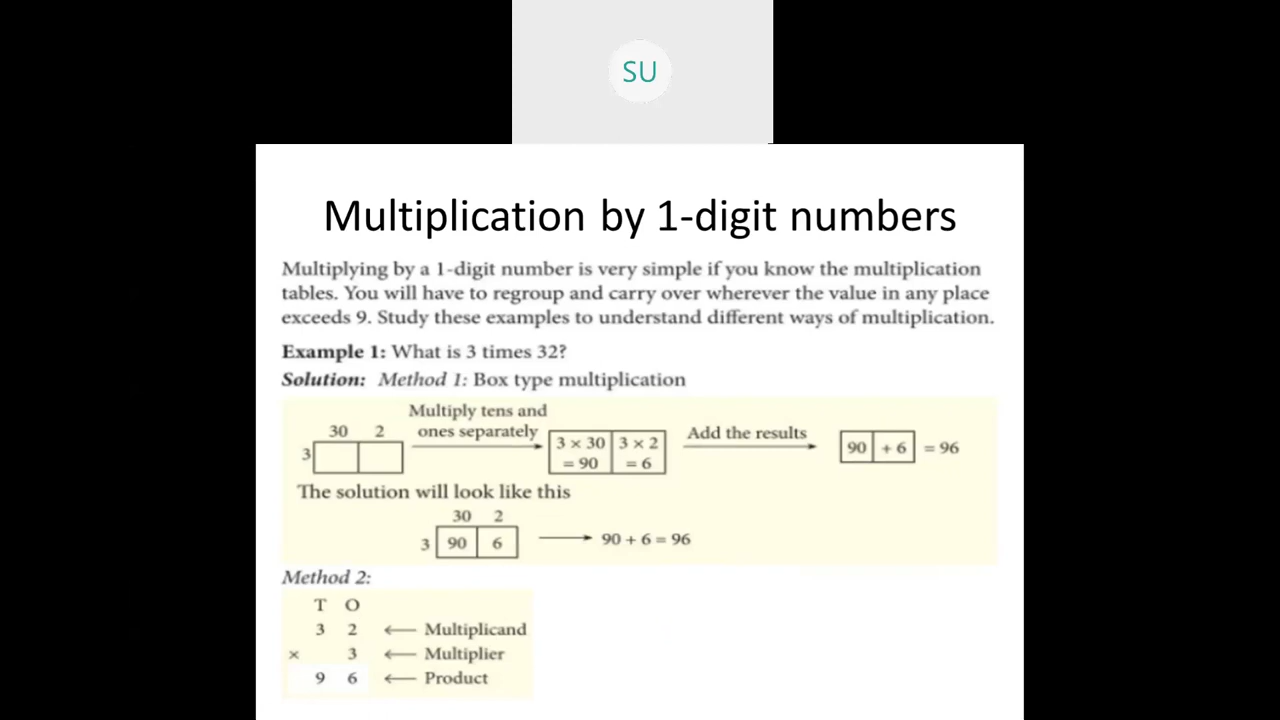 SU
Multiplication by 1-digit numbers
Multiplying by a 1-digit number is very simple if you know the multiplication
tables. You will have to regroup and carry over wherever the value in any place
exceeds 9. Study these examples to understand different ways of multiplication.
Example 1: What is 3 times 32?
Solution: Method 1: Box type multiplication
Multiply tens and
ones separately
30 2
3
3 × 30 3 × 2
= 90 = 6
Add the results
90 + 6 = 96
The solution will look like this
30 2
3 90 6 → 90 + 6 = 96
Method 2:
T O
3 2 ← Multiplicand
× 3 ← Multiplier
9 6 ← Product